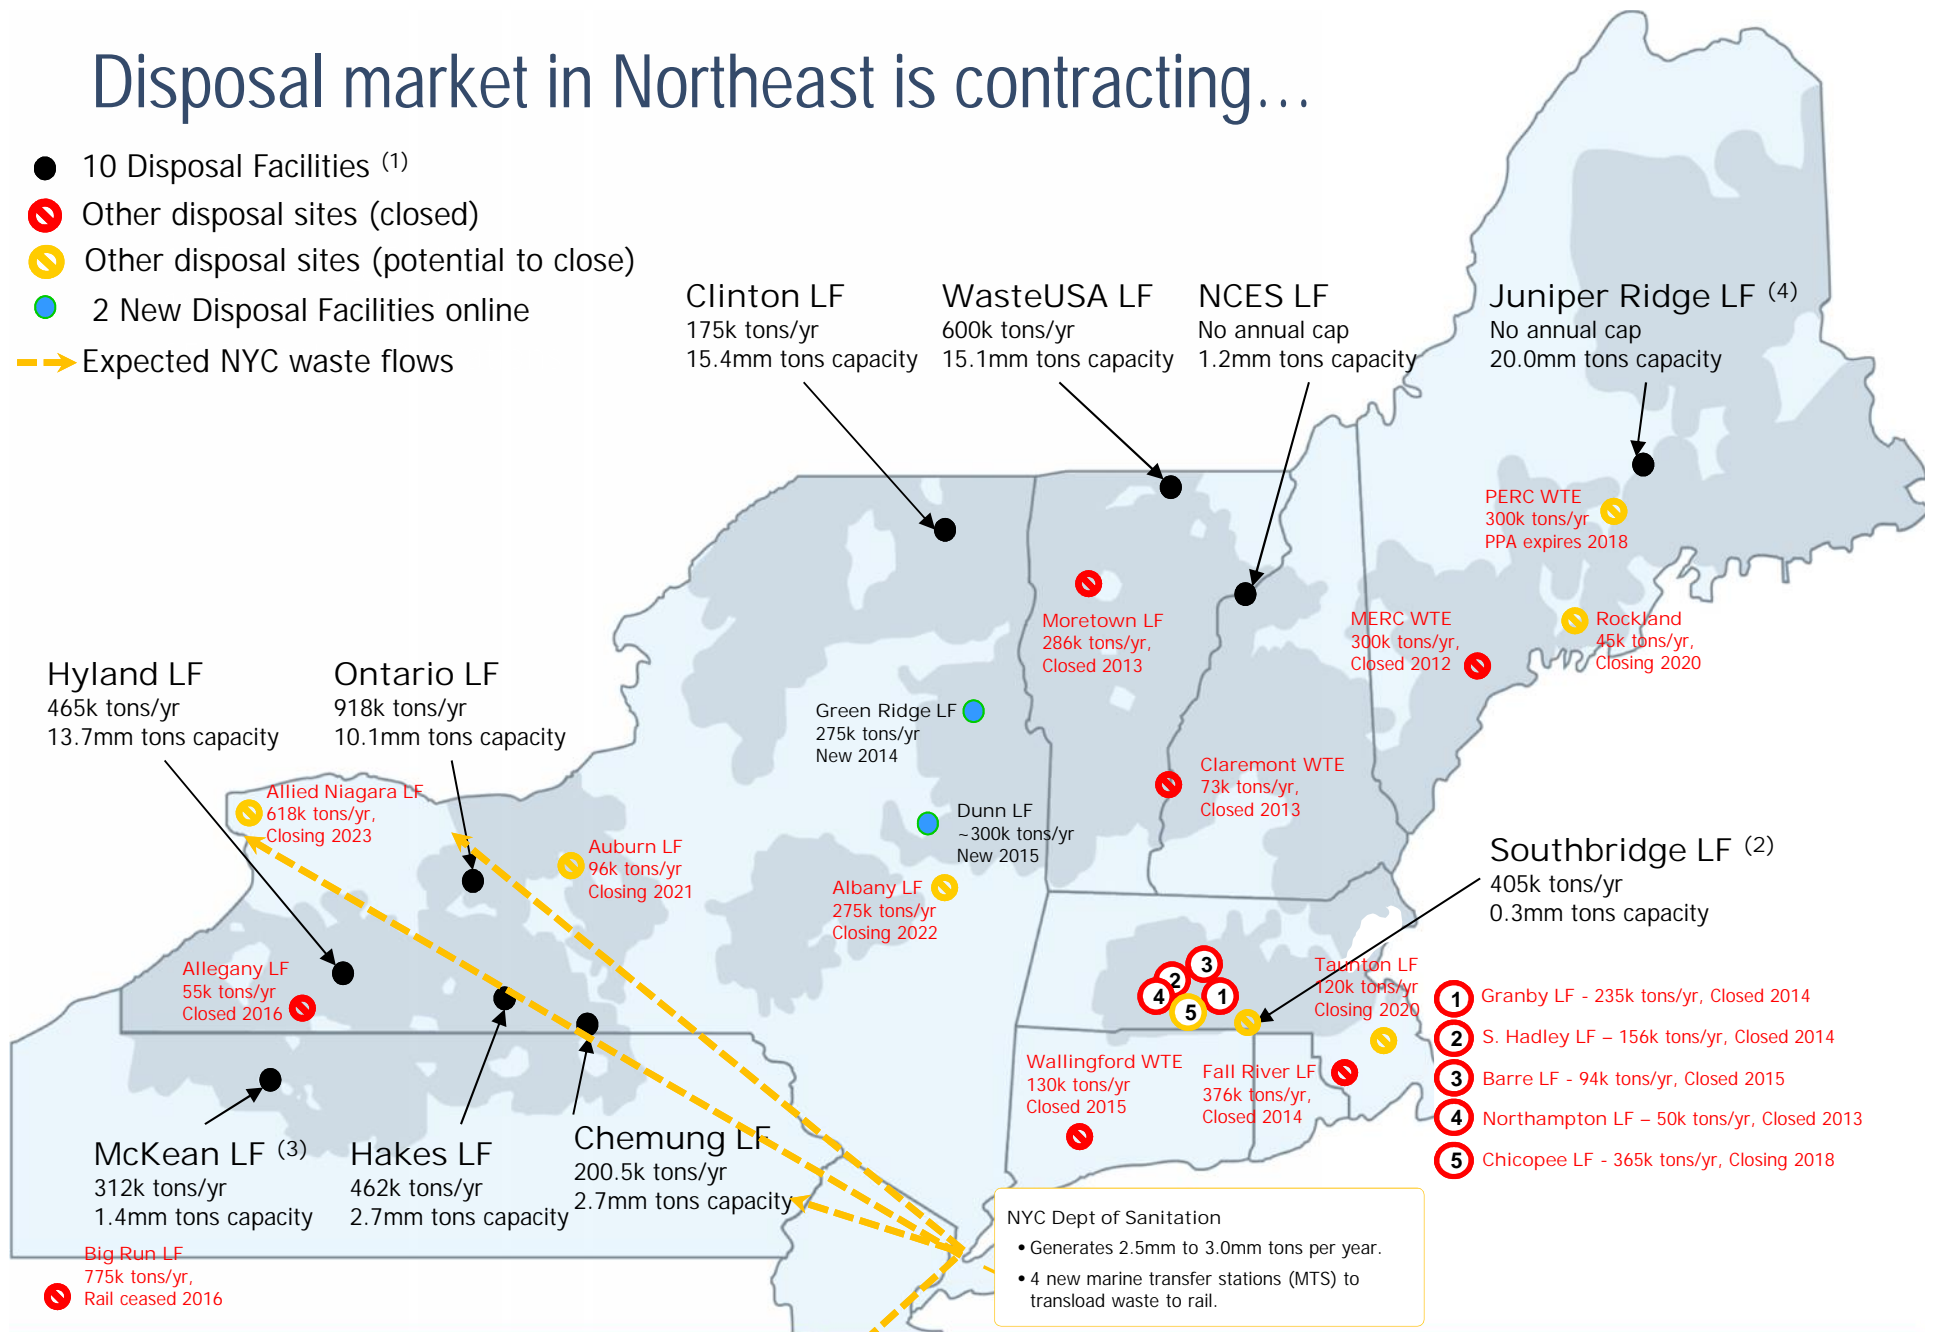 Disposal market in Northeast is contracting…
10 Disposal Facilities (1)
Other disposal sites (closed)
Other disposal sites (potential to close)
2 New Disposal Facilities online
Expected NYC waste flows
Clinton LF
175k tons/yr
15.4mm tons capacity
WasteUSA LF
600k tons/yr
15.1mm tons capacity
NCES LF
No annual cap
1.2mm tons capacity
Juniper Ridge LF (4)
No annual cap
20.0mm tons capacity
PERC WTE
300k tons/yr
PPA expires 2018
Moretown LF
286k tons/yr,
Closed 2013
MERC WTE
300k tons/yr,
Closed 2012
Rockland
45k tons/yr,
Closing 2020
Hyland LF
465k tons/yr
13.7mm tons capacity
Ontario LF
918k tons/yr
10.1mm tons capacity
Green Ridge LF
275k tons/yr
New 2014
Claremont WTE
73k tons/yr,
Closed 2013
Allied Niagara LF
618k tons/yr,
Closing 2023
Dunn LF
~300k tons/yr
New 2015
Auburn LF
96k tons/yr
Closing 2021
Albany LF
275k tons/yr
Closing 2022
Southbridge LF (2)
405k tons/yr
0.3mm tons capacity
Allegany LF
55k tons/yr
Closed 2016
3
2
4
1
5
Taunton LF
120k tons/yr
Closing 2020
1 Granby LF - 235k tons/yr, Closed 2014
2 S. Hadley LF – 156k tons/yr, Closed 2014
3 Barre LF - 94k tons/yr, Closed 2015
4 Northampton LF – 50k tons/yr, Closed 2013
5 Chicopee LF - 365k tons/yr, Closing 2018
Wallingford WTE
130k tons/yr
Closed 2015
Fall River LF
376k tons/yr,
Closed 2014
McKean LF (3)
312k tons/yr
1.4mm tons capacity
Hakes LF
462k tons/yr
2.7mm tons capacity
Chemung LF
200.5k tons/yr
2.7mm tons capacity
Big Run LF
775k tons/yr,
Rail ceased 2016
NYC Dept of Sanitation
• Generates 2.5mm to 3.0mm tons per year.
• 4 new marine transfer stations (MTS) to
transload waste to rail.